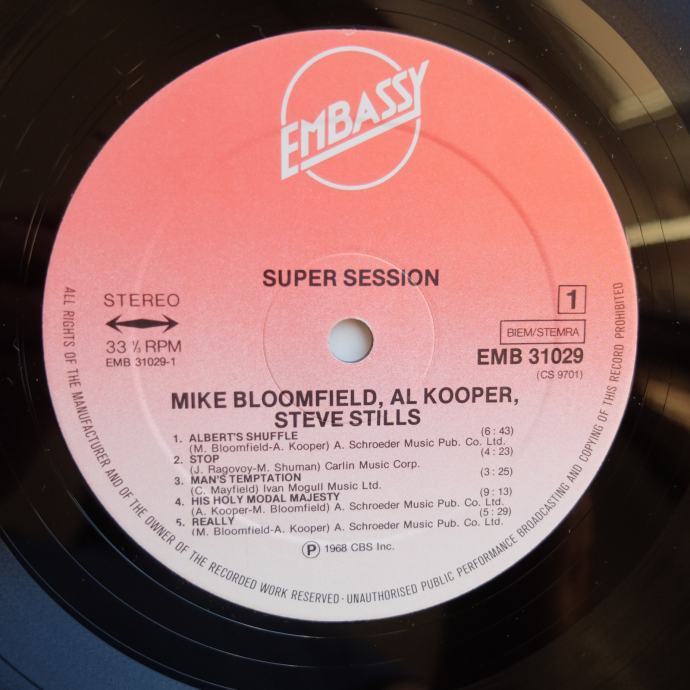 EMBASSY
SUPER SESSION
STEREO
33 ⅓ RPM
EMB 31029-1
1
BIEM/STEMRA
EMB 31029
(CS 9701)
MIKE BLOOMFIELD, AL KOOPER,
STEVE STILLS
1. ALBERT'S SHUFFLE (6:43)
(M. Bloomfield-A. Kooper) A. Schroeder Music Pub. Co. Ltd.
2. STOP (4:23)
(J. Ragovoy-M. Shuman) Carlin Music Corp.
3. MAN'S TEMPTATION (3:25)
(C. Mayfield) Ivan Mogull Music Ltd.
4. HIS HOLY MODAL MAJESTY (9:13)
(A. Kooper-M. Bloomfield) A. Schroeder Music Pub. Co. Ltd.
5. REALLY (5:29)
(M. Bloomfield-A. Kooper) A. Schroeder Music Pub. Co. Ltd.
Ⓟ 1968 CBS Inc.
ALL RIGHTS OF THE MANUFACTURER AND OF THE OWNER OF THE RECORDED WORK RESERVED · UNAUTHORISED PUBLIC PERFORMANCE BROADCASTING AND COPYING OF THIS RECORD PROHIBITED